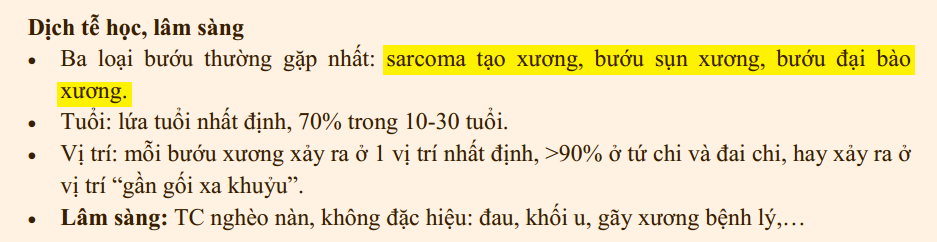 Dịch tễ học, lâm sàng
• Ba loại bướu thường gặp nhất: sarcoma tạo xương, bướu sụn xương, bướu đại bào
xương.
• Tuổi: lứa tuổi nhất định, 70% trong 10-30 tuổi.
• Vị trí: mỗi bướu xương xảy ra ở 1 vị trí nhất định, >90% ở tứ chi và đai chi, hay xảy ra ở
vị trí “gần gối xa khuỷu”.
• Lâm sàng: TC nghèo nàn, không đặc hiệu: đau, khối u, gãy xương bệnh lý,…